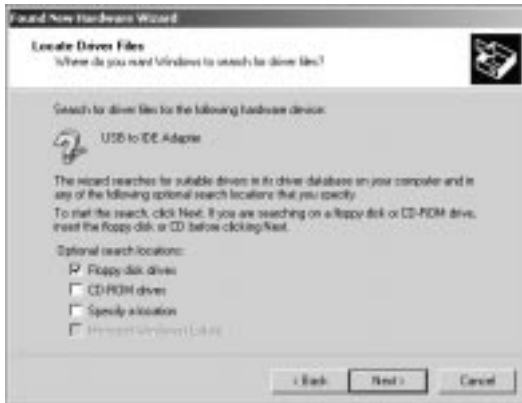 Found New Hardware Wizard
Locate Driver Files
Where do you want Windows to search for driver files?
Search for driver files for the following hardware device:
USB to IDE Adapter
The wizard searches for suitable drivers in its driver database on your computer and in
any of the following optional search locations that you specify.
To start the search, click Next. If you are searching on a floppy disk or CD-ROM drive,
insert the floppy disk or CD before clicking Next.
Optional search locations:
Floppy disk drives
CD-ROM drives
Specify a location
Microsoft Windows Update
< Back
Next >
Cancel